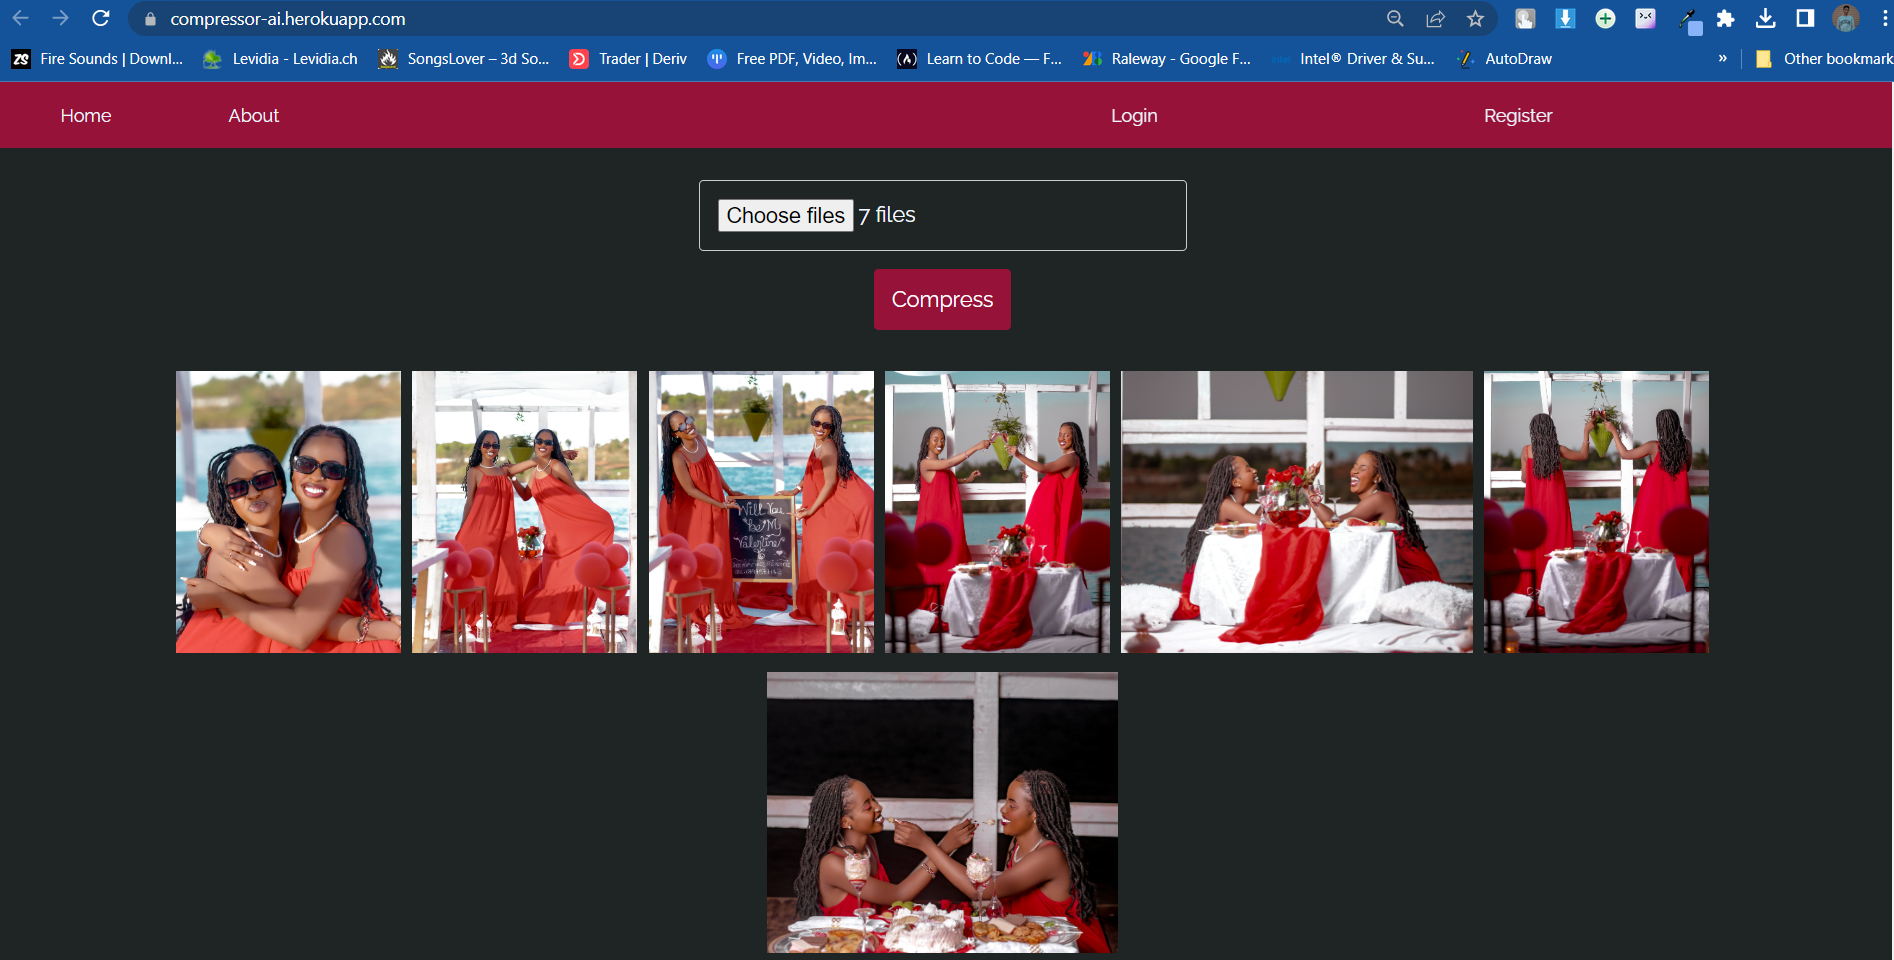 compressor-ai.herokuapp.com
Fire Sounds | Downl... Levidia - Levidia.ch SongsLover – 3d So... Trader | Deriv Free PDF, Video, Im... Learn to Code — F... Raleway - Google F... Intel® Driver & Su... AutoDraw » Other bookmark
Home About Login Register
Choose files 7 files
Compress
Will You
Be My
Valentine